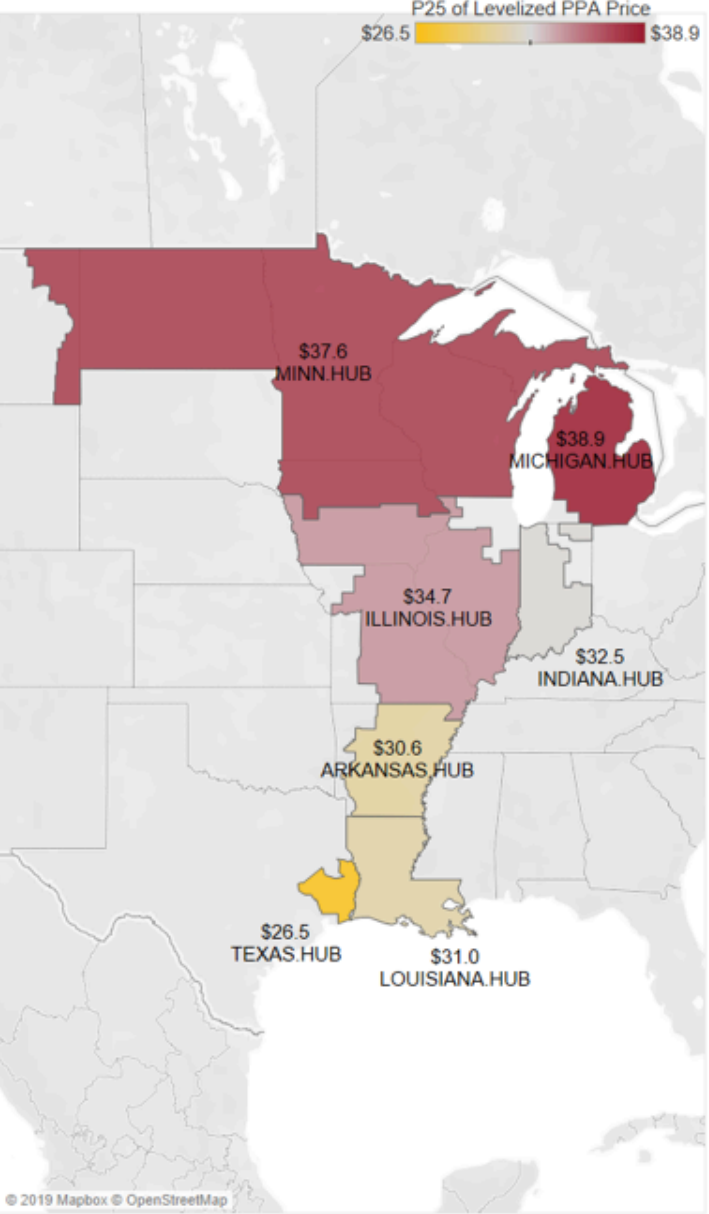 P25 of Levelized PPA Price
$26.5 $38.9
$37.6
MINN.HUB
$38.9
MICHIGAN.HUB
$34.7
ILLINOIS.HUB
$32.5
INDIANA.HUB
$30.6
ARKANSAS.HUB
$26.5
TEXAS.HUB
$31.0
LOUISIANA.HUB
© 2019 Mapbox © OpenStreetMap